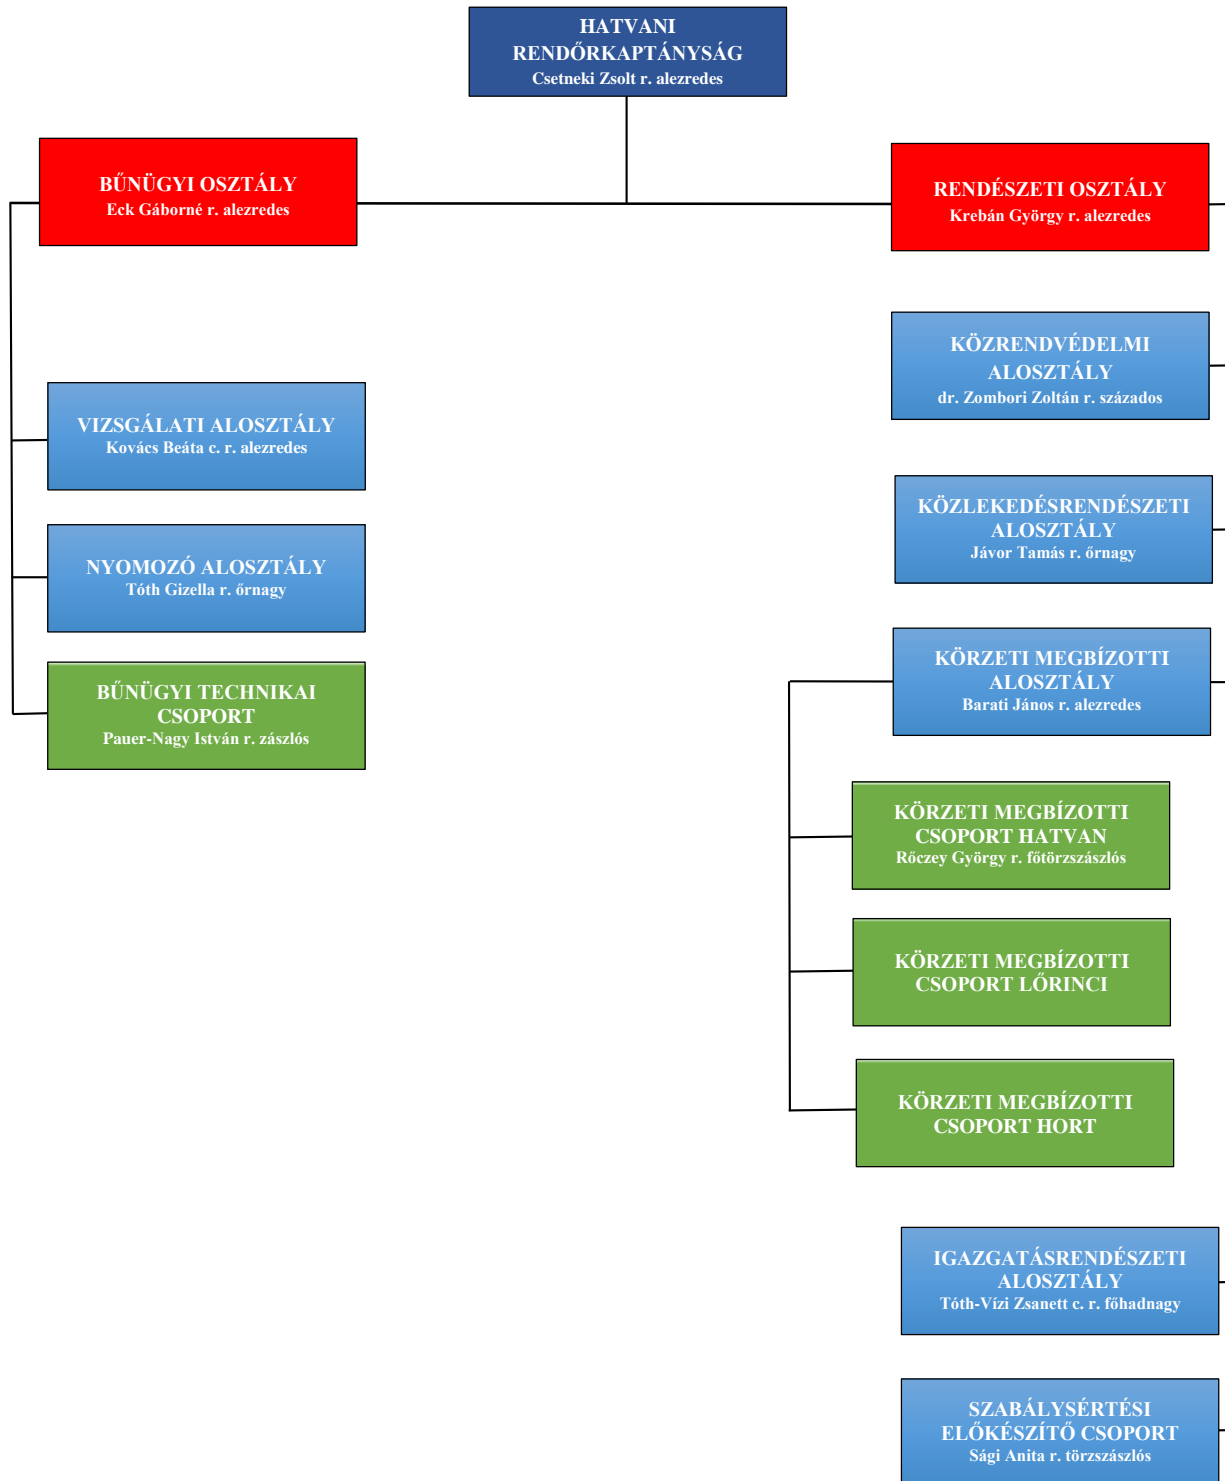 HATVANI
RENDŐRKAPTÁNYSÁG
Csetneki Zsolt r. alezredes
BŰNÜGYI OSZTÁLY
Eck Gáborné r. alezredes
RENDÉSZETI OSZTÁLY
Krebán György r. alezredes
VIZSGÁLATI ALOSZTÁLY
Kovács Beáta c. r. alezredes
NYOMOZÓ ALOSZTÁLY
Tóth Gizella r. őrnagy
BŰNÜGYI TECHNIKAI
CSOPORT
Pauer-Nagy István r. zászlós
KÖZRENDVÉDELMI
ALOSZTÁLY
dr. Zombori Zoltán r. százados
KÖZLEKEDÉSRENDÉSZETI
ALOSZTÁLY
Jávor Tamás r. őrnagy
KÖRZETI MEGBÍZOTTI
ALOSZTÁLY
Barati János r. alezredes
KÖRZETI MEGBÍZOTTI
CSOPORT HATVAN
Rőczey György r. főtörzszászlós
KÖRZETI MEGBÍZOTTI
CSOPORT LŐRINCI
KÖRZETI MEGBÍZOTTI
CSOPORT HORT
IGAZGATÁSRENDÉSZETI
ALOSZTÁLY
Tóth-Vízi Zsanett c. r. főhadnagy
SZABÁLYSÉRTÉSI
ELŐKÉSZÍTŐ CSOPORT
Sági Anita r. törzszászlós